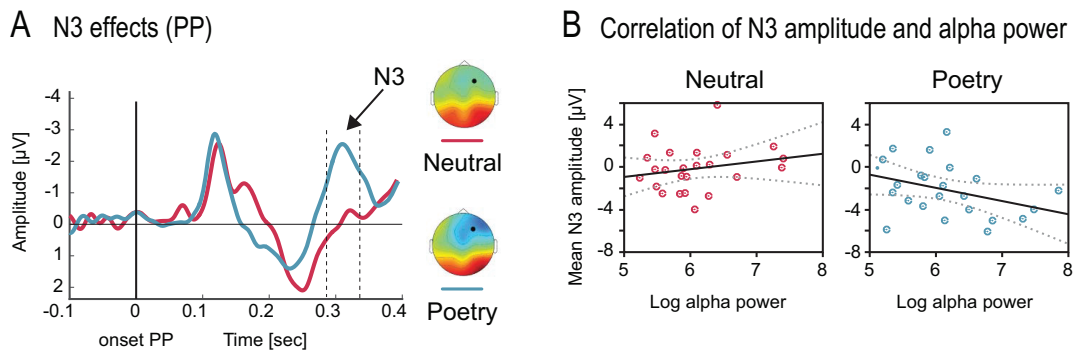 A N3 effects (PP)
-4
-3
-2
-1
0
1
2
Amplitude [µV]
-0.1
0
0.1
0.2
0.3
0.4
onset PP
Time [sec]
N3
Neutral
Poetry
B Correlation of N3 amplitude and alpha power
Neutral
Poetry
Mean N3 amplitude [µV]
4
0
-4
-8
5
6
7
8
Log alpha power
4
0
-4
-8
5
6
7
8
Log alpha power